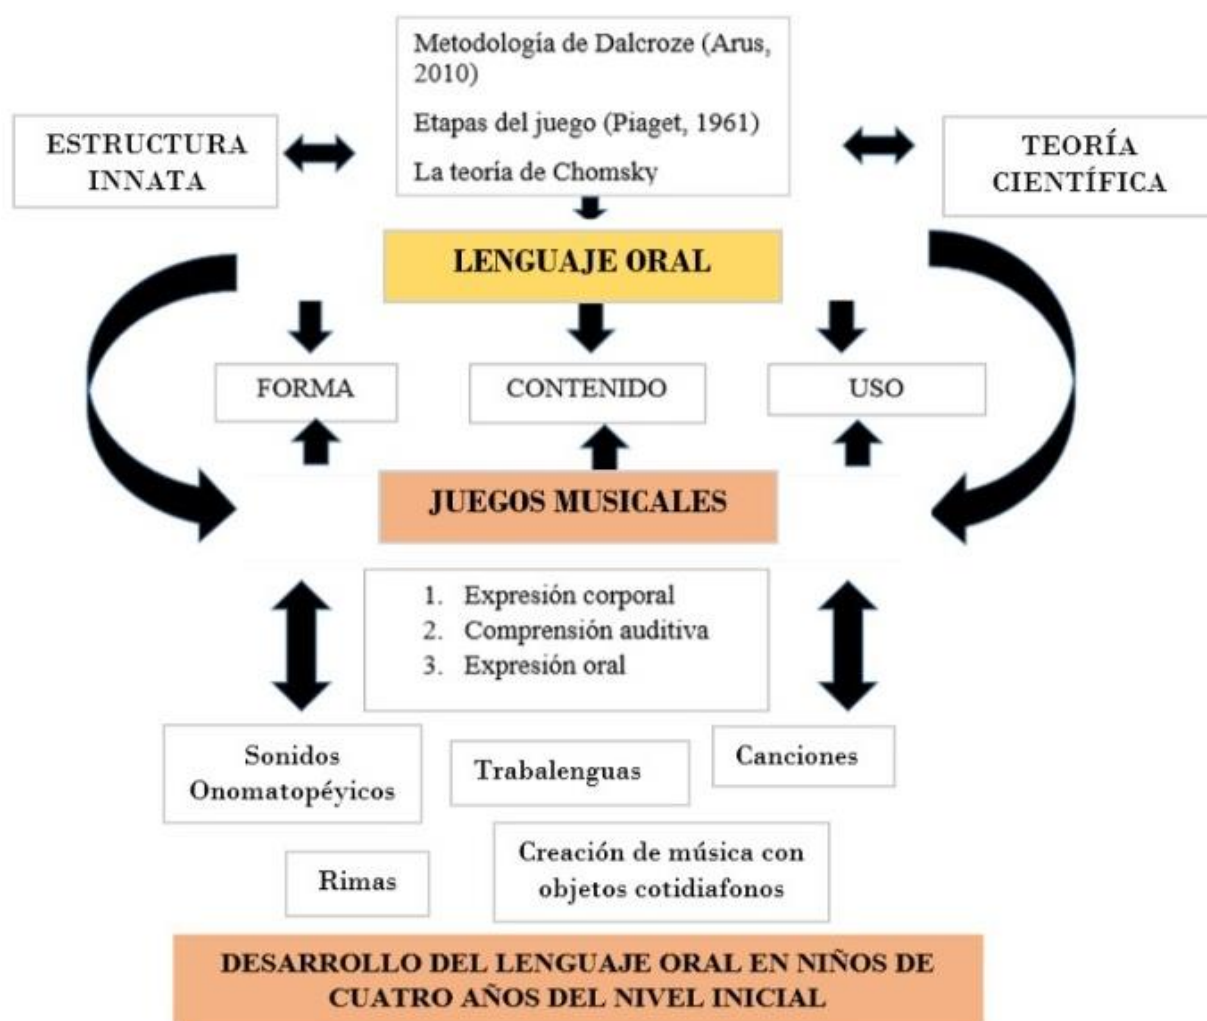 Metodología de Dalcroze (Arus,
2010)
Etapas del juego (Piaget, 1961)
La teoría de Chomsky
ESTRUCTURA
INNATA
TEORÍA
CIENTÍFICA
LENGUAJE ORAL
FORMA
CONTENIDO
USO
JUEGOS MUSICALES
1. Expresión corporal
2. Comprensión auditiva
3. Expresión oral
Sonidos
Onomatopéyicos
Trabalenguas
Canciones
Rimas
Creación de música con
objetos cotidiafonos
DESARROLLO DEL LENGUAJE ORAL EN NIÑOS DE
CUATRO AÑOS DEL NIVEL INICIAL